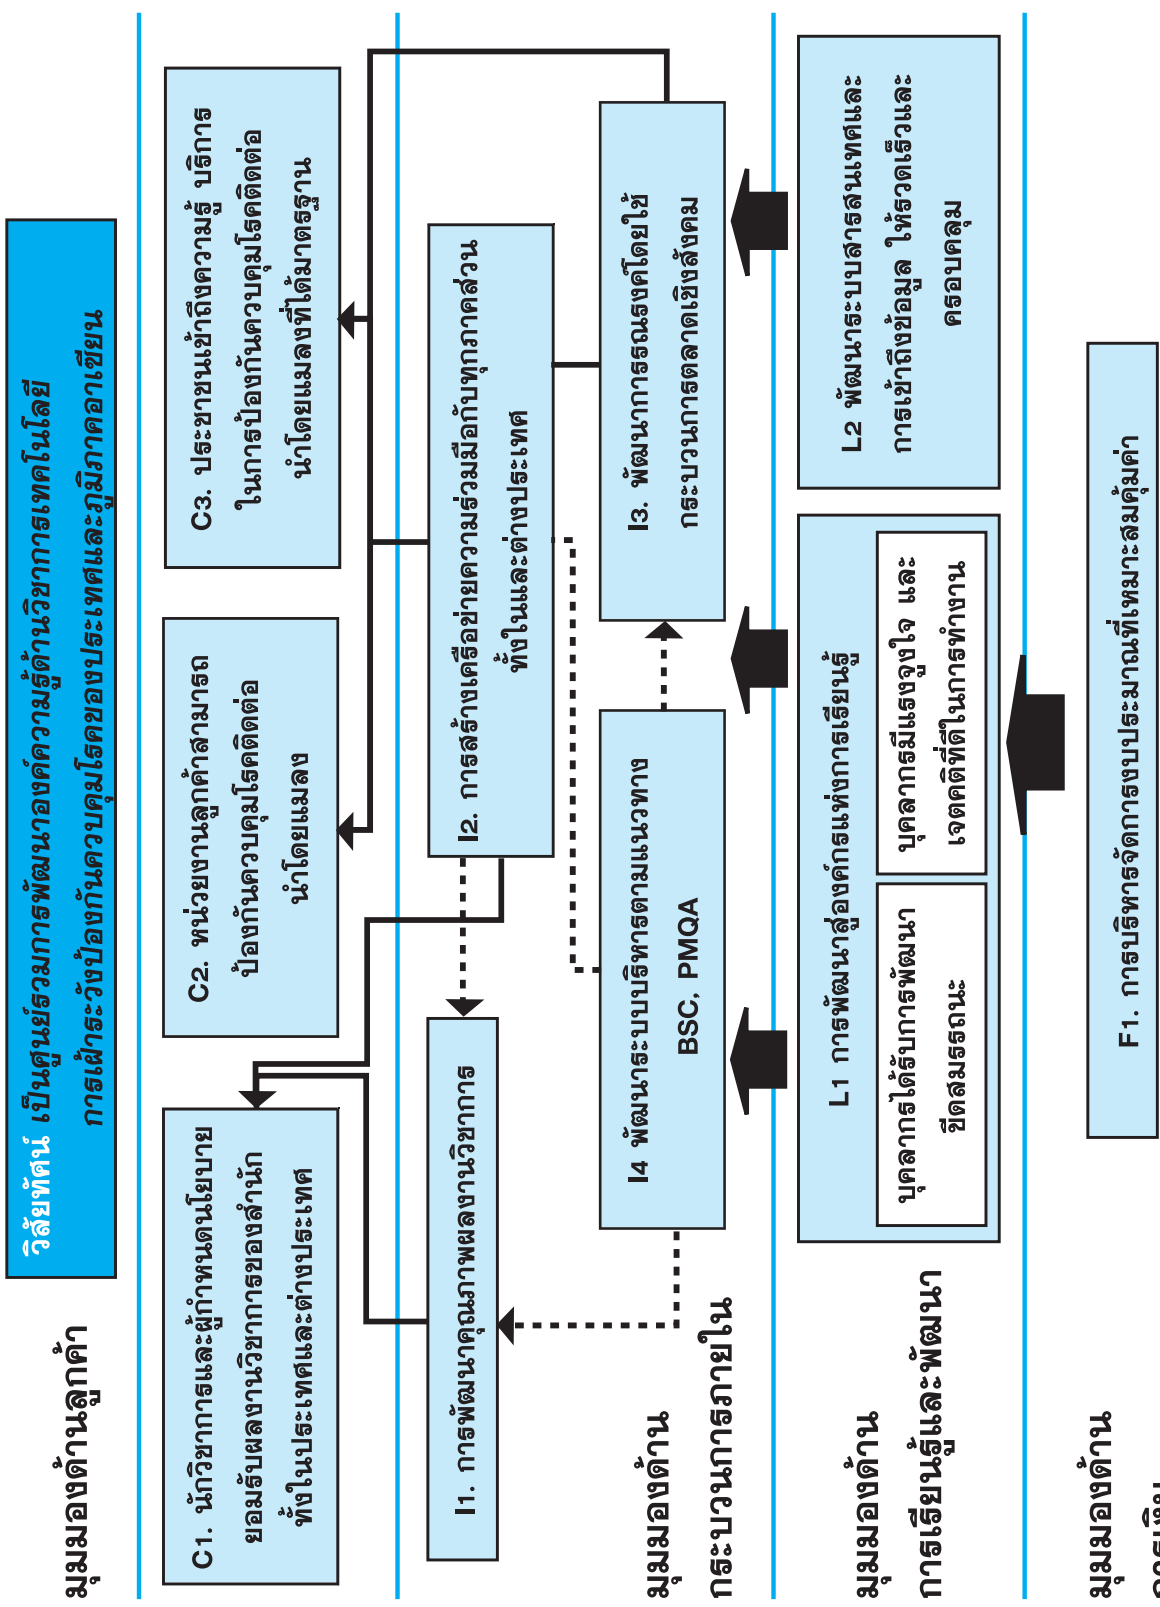 วิสัยทัศน์ เป็นศูนย์รวมการพัฒนาองค์ความรู้ด้านวิชาการเทคโนโลยี
การเฝ้าระวังป้องกันควบคุมโรคของประเทศและภูมิภาคอาเซียน
มุมมองด้านลูกค้า
C1. นักวิชาการและผู้กำหนดนโยบาย
ยอมรับผลงานวิชาการของสำนัก
ทั้งในประเทศและต่างประเทศ
C2. หน่วยงานลูกค้าสามารถ
ป้องกันควบคุมโรคติดต่อ
นำโดยแมลง
C3. ประชาชนเข้าถึงความรู้ บริการ
ในการป้องกันควบคุมโรคติดต่อ
นำโดยแมลงที่ได้มาตรฐาน
มุมมองด้าน
กระบวนการภายใน
I1. การพัฒนาคุณภาพผลงานวิชาการ
I2. การสร้างเครือข่ายความร่วมมือกับทุกภาคส่วน
ทั้งในและต่างประเทศ
I4 พัฒนาระบบบริหารตามแนวทาง
BSC, PMQA
I3. พัฒนาการรณรงค์โดยใช้
กระบวนการตลาดเชิงสังคม
มุมมองด้าน
การเรียนรู้และพัฒนา
L1 การพัฒนาสู่องค์กรแห่งการเรียนรู้
บุคลากรได้รับการพัฒนา
ขีดสมรรถนะ
บุคลากรมีแรงจูงใจ และ
เจตคติที่ดีในการทำงาน
L2 พัฒนาระบบสารสนเทศและ
การเข้าถึงข้อมูล ให้รวดเร็วและ
ครอบคลุม
มุมมองด้าน
การเงิน
F1. การบริหารจัดการงบประมาณที่เหมาะสมคุ้มค่า